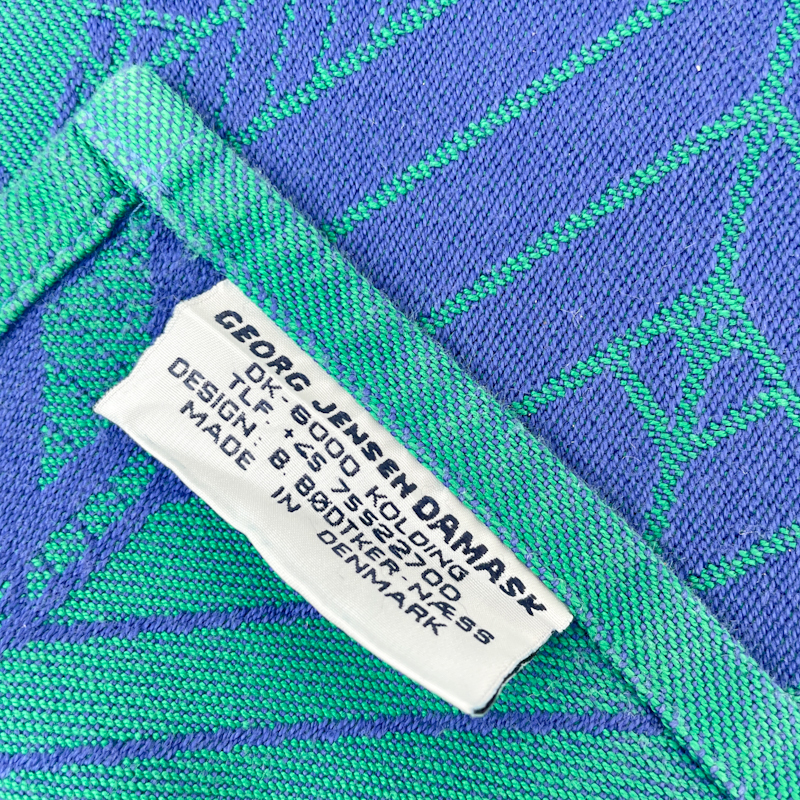 GEORG JENSEN DAMASK
DK-6000 KOLDING
TLF. +45 75522700
DESIGN: B.BØDTKER-NÆSS
MADE IN DENMARK